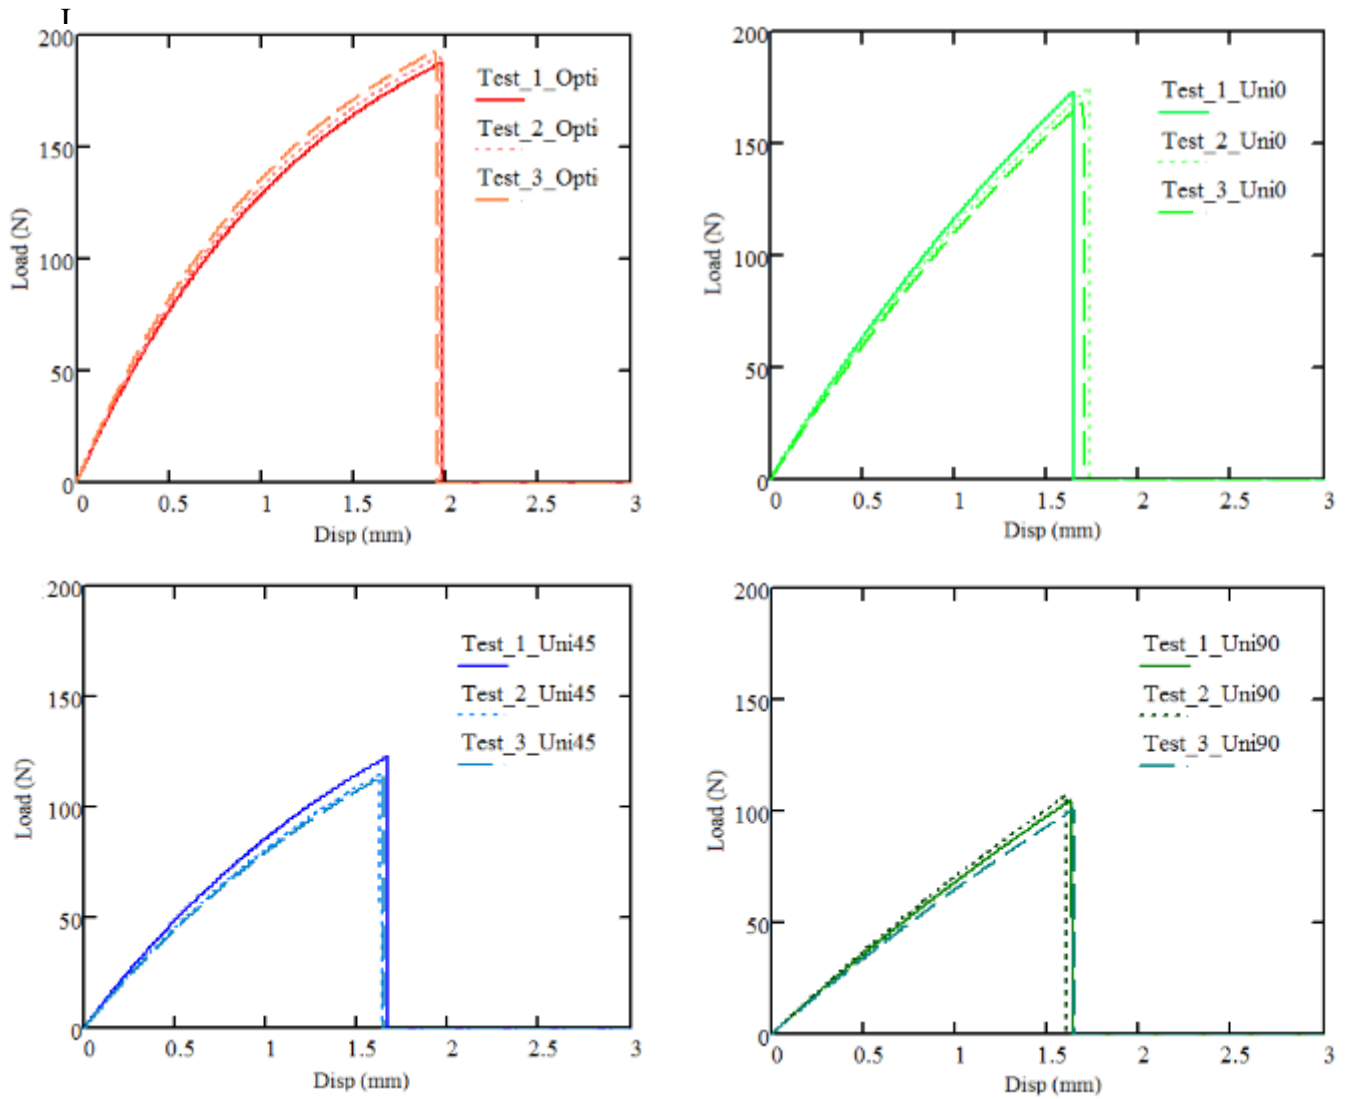 200
150
100
50
0
Load (N)
Test_1_Opti
Test_2_Opti
Test_3_Opti
0 0.5 1 1.5 2 2.5 3
Disp (mm)
200
150
100
50
0
Load (N)
Test_1_Uni0
Test_2_Uni0
Test_3_Uni0
0 0.5 1 1.5 2 2.5 3
Disp (mm)
200
150
100
50
0
Load (N)
Test_1_Uni45
Test_2_Uni45
Test_3_Uni45
0 0.5 1 1.5 2 2.5 3
Disp (mm)
200
150
100
50
0
Load (N)
Test_1_Uni90
Test_2_Uni90
Test_3_Uni90
0 0.5 1 1.5 2 2.5 3
Disp (mm)